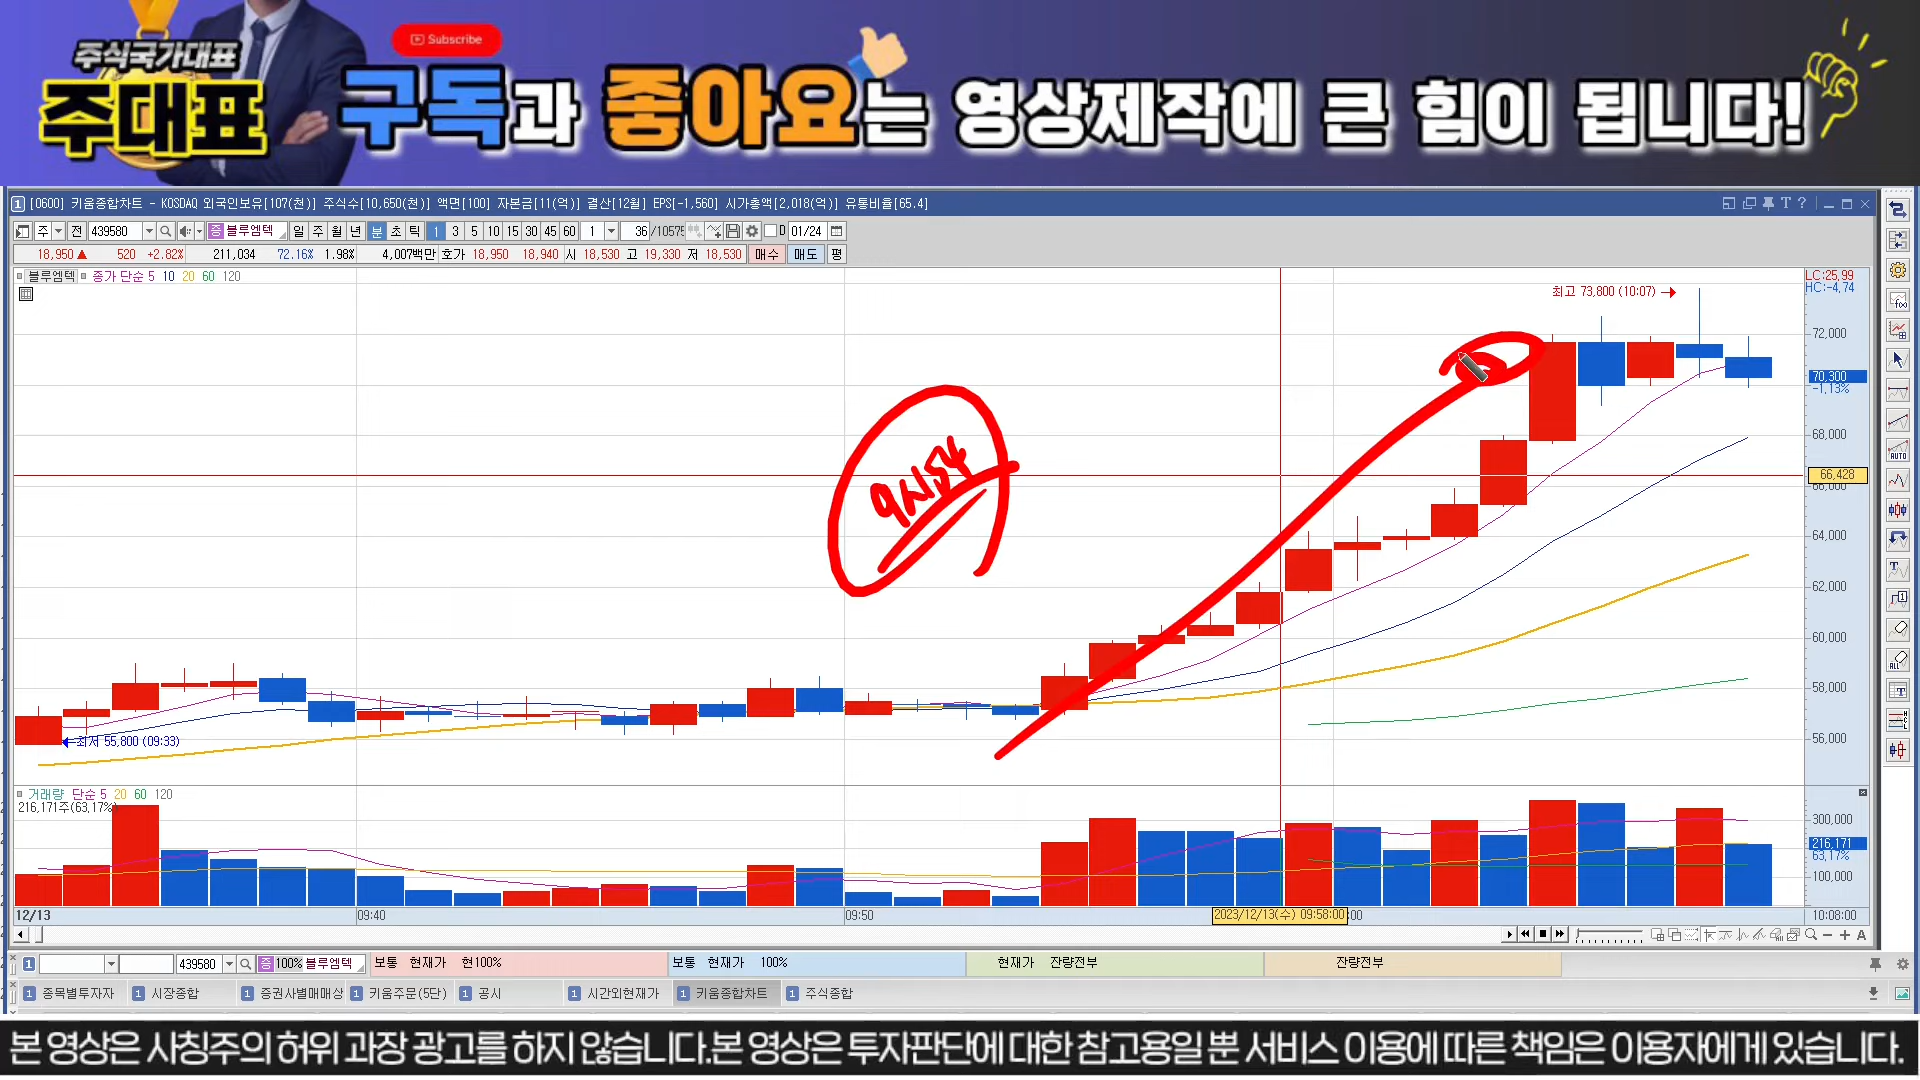 주식국가대표
주대표
Subscribe
구독과 좋아요는 영상제작에 큰 힘이 됩니다!
1 [0600] 키움종합차트 - KOSDAQ 외국인보유[107(천)] 주식수[10,650(천)] 액면[100] 자본금[11(억)] 결산[12월] EPS[-1,560] 시가총액[2,018(억)] 유통비율[65.4]
주 전 439580 증 블루엠텍 일 주 월 년 분 초 틱 1 3 5 10 15 30 45 60 1 36 /1057 01/24
18,950 ▲ 520 +2.82% 211,034 72.16% 1.98% 4,007백만 호가 18,950 18,940 시 18,530 고 19,330 저 18,530 매수 매도 평
블루엠텍 종가 단순 5 10 20 60 120
LC:25,99
HC:-4,74
최고 73,800 (10:07) →
72,000
70,300
-1,13%
68,000
66,428
66,000
64,000
62,000
60,000
58,000
56,000
9시54
←최저 55,800 (09:33)
거래량 단순 5 20 60 120
216,171주(63,17%)
300,000
216,171
63,17%
100,000
12/13 09:40 09:50 2023/12/13(수) 09:58:00 :00 10:08:00
1 439580 증 100% 블루엠텍 보통 현재가 현100% 보통 현재가 100% 현재가 잔량전부 잔량전부
1 종목별투자자 1 시장종합 1 증권사별매매상 1 키움주문(5단) 1 공시 1 시간외현재가 1 키움종합차트 1 주식종합
본 영상은 사칭주의 허위 과장 광고를 하지 않습니다.본 영상은 투자판단에 대한 참고용일 뿐 서비스 이용에 따른 책임은 이용자에게 있습니다.